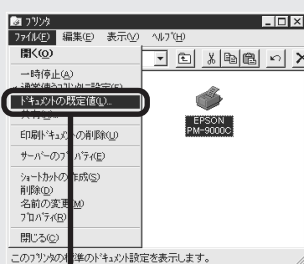 プリンタ
ファイル(F) 編集(E) 表示(V) ヘルプ(H)
開く(O)
一時停止(A)
ドキュメントの既定値(L)...
印刷ドキュメントの削除(U)
サーバーのプロパティ(E)
ショートカットの作成(S)
削除(D)
名前の変更(M)
プロパティ(R)
閉じる(C)
EPSON
PM-9000C
このプリンタの標準のドキュメント設定を表示します。